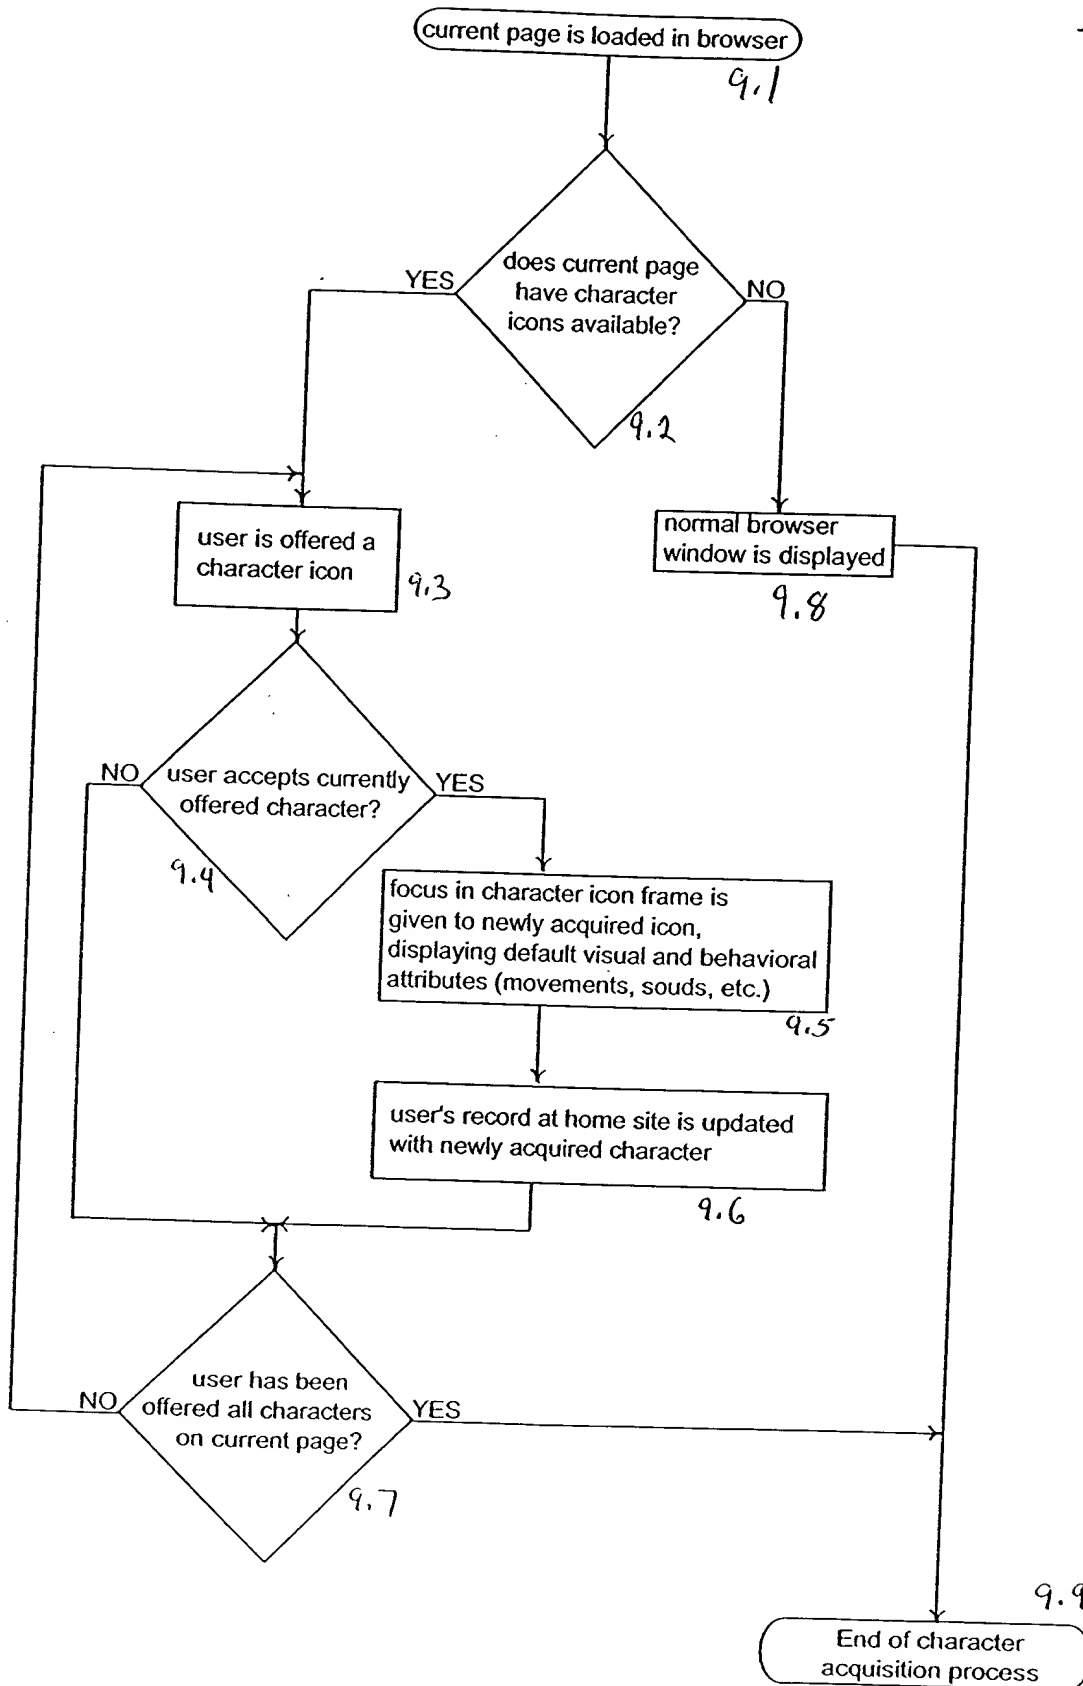 current page is loaded in browser
9.1
does current page
have character
icons available?
YES
NO
9.2
user is offered a
character icon
9.3
normal browser
window is displayed
9.8
user accepts currently
offered character?
NO
YES
9.4
focus in character icon frame is
given to newly acquired icon,
displaying default visual and behavioral
attributes (movements, souds, etc.)
9.5
user's record at home site is updated
with newly acquired character
9.6
user has been
offered all characters
on current page?
NO
YES
9.7
9.9
End of character
acquisition process